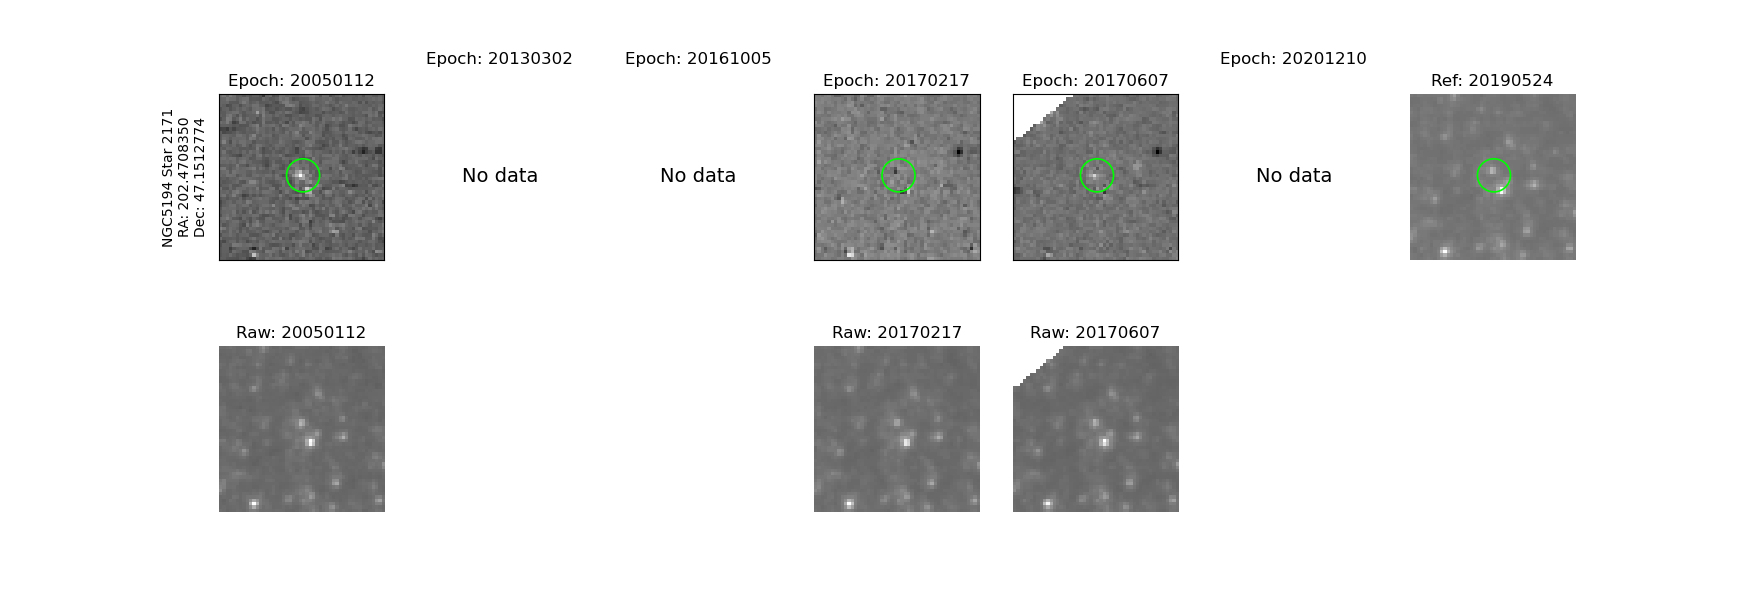 Epoch: 20050112
Epoch: 20130302
Epoch: 20161005
Epoch: 20170217
Epoch: 20170607
Epoch: 20201210
Ref: 20190524
NGC5194 Star 2171
RA: 202.4708350
Dec: 47.1512774
No data
No data
No data
Raw: 20050112
Raw: 20170217
Raw: 20170607